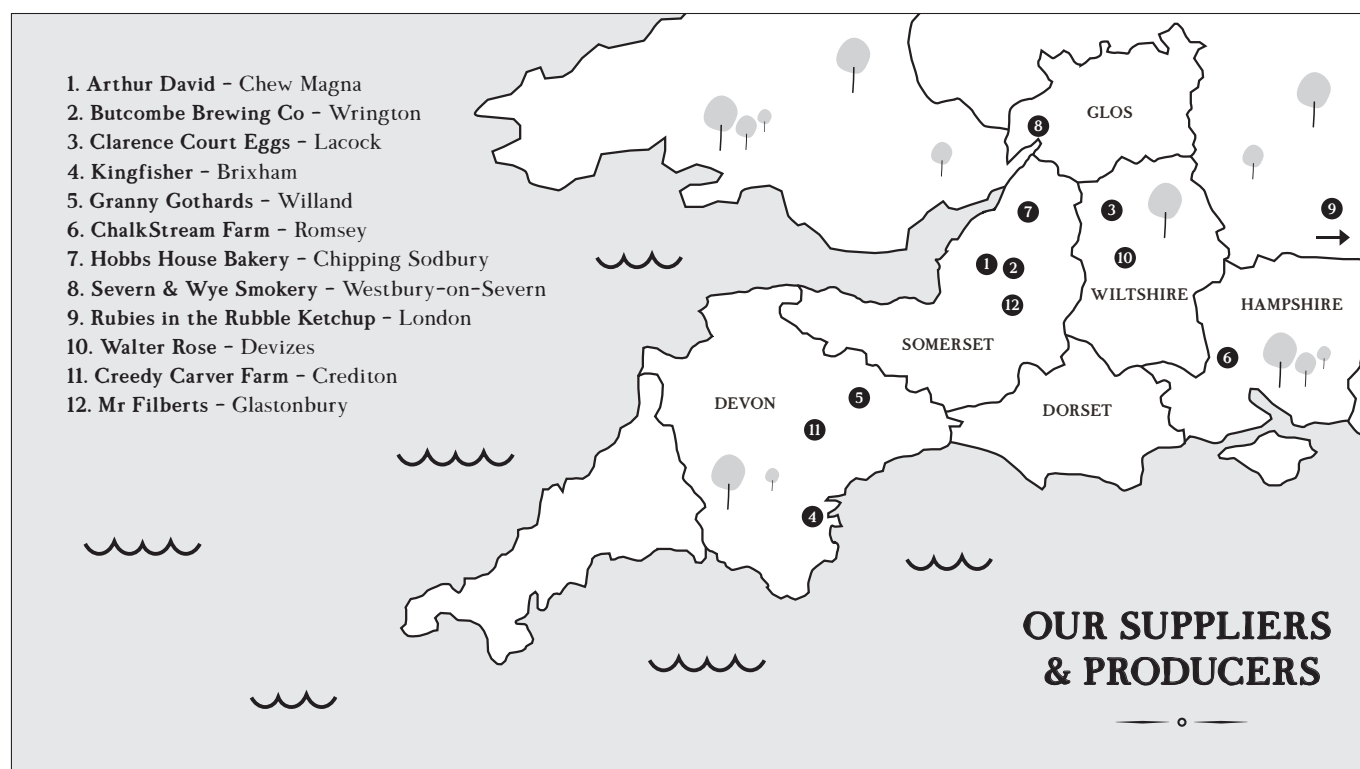 1. Arthur David – Chew Magna
2. Butcombe Brewing Co – Wrington
3. Clarence Court Eggs – Lacock
4. Kingfisher – Brixham
5. Granny Gothards – Willand
6. ChalkStream Farm – Romsey
7. Hobbs House Bakery – Chipping Sodbury
8. Severn & Wye Smokery – Westbury-on-Severn
9. Rubies in the Rubble Ketchup – London
10. Walter Rose – Devizes
11. Creedy Carver Farm – Crediton
12. Mr Filberts – Glastonbury
GLOS
8
7
3
9
1
2
10
12
WILTSHIRE
HAMPSHIRE
SOMERSET
6
DEVON
5
DORSET
11
4
OUR SUPPLIERS
& PRODUCERS